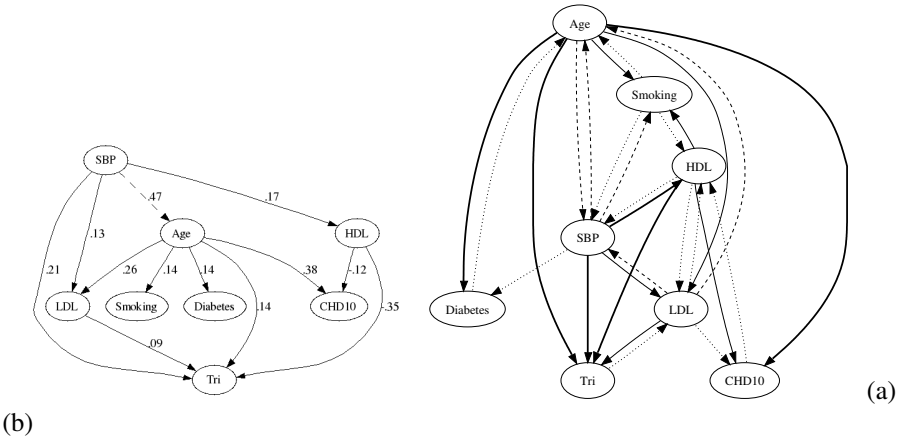 SBP
.47
.17
Age
HDL
.13
.21
.26
.14
.14
.38
-.12
LDL
Smoking
Diabetes
CHD10
.14
-.35
.09
Tri
(b)
Age
Smoking
HDL
SBP
Diabetes
LDL
Tri
CHD10
(a)